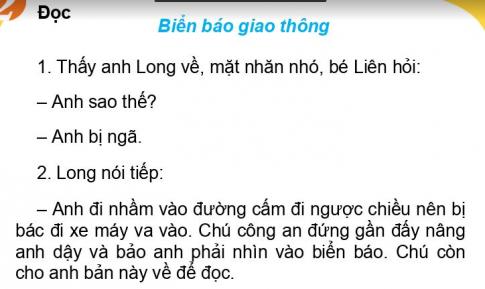 Đọc
Biển báo giao thông
1. Thấy anh Long về, mặt nhăn nhó, bé Liên hỏi:
– Anh sao thế?
– Anh bị ngã.
2. Long nói tiếp:
– Anh đi nhầm vào đường cấm đi ngược chiều nên bị
bác đi xe máy va vào. Chú công an đứng gần đấy nâng
anh dậy và bảo anh phải nhìn vào biển báo. Chú còn
cho anh bản này về để đọc.